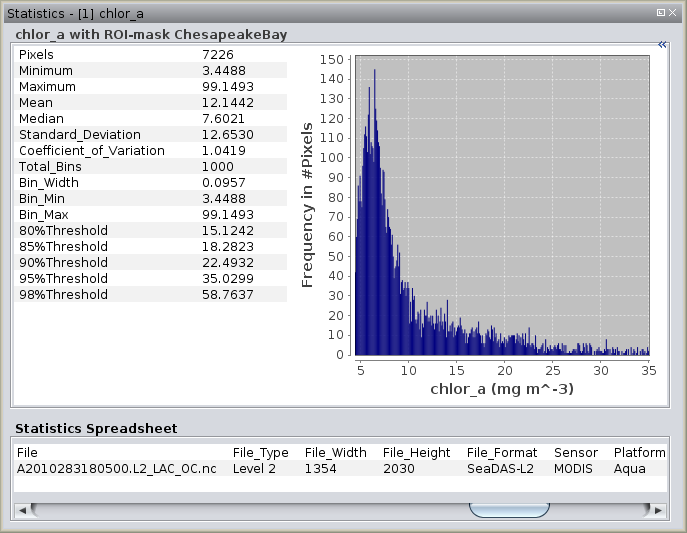 Statistics - [1] chlor_a
chlor_a with ROI-mask ChesapeakeBay
«
Pixels 7226
Minimum 3.4488
Maximum 99.1493
Mean 12.1442
Median 7.6021
Standard_Deviation 12.6530
Coefficient_of_Variation 1.0419
Total_Bins 1000
Bin_Width 0.0957
Bin_Min 3.4488
Bin_Max 99.1493
80%Threshold 15.1242
85%Threshold 18.2823
90%Threshold 22.4932
95%Threshold 35.0299
98%Threshold 58.7637
Frequency in #Pixels
150
140
130
120
110
100
90
80
70
60
50
40
30
20
10
0
5 10 15 20 25 30 35
chlor_a (mg m^-3)
Statistics Spreadsheet
File File_Type File_Width File_Height File_Format Sensor Platform
A2010283180500.L2_LAC_OC.nc Level 2 1354 2030 SeaDAS-L2 MODIS Aqua